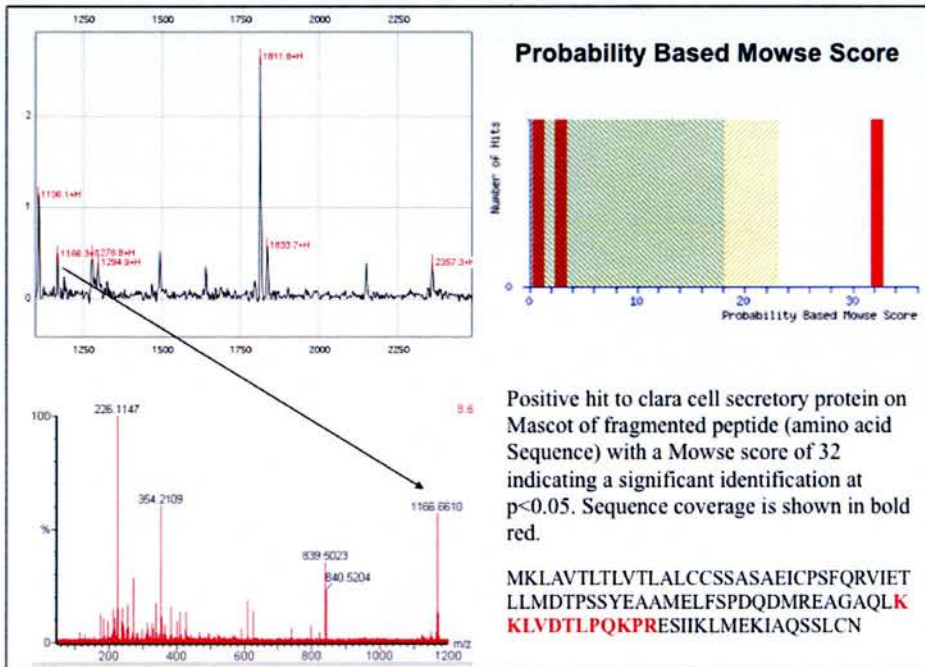 1250 1500 1750 2000 2250
1811.8+H
2
1
0
1106.1+H
1166.3+
1276.8+H
1294.9+H
1833.7+H
2357.3+H
1250 1500 1750 2000 2250
Probability Based Mowse Score
Number of Hits
0
0 10 20 30
Probability Based Mowse Score
100
%
0
226.1147
354.2109
839.5023
840.5204
1166.6610
200 400 600 800 1000 1200
m/z
Positive hit to clara cell secretory protein on
Mascot of fragmented peptide (amino acid
Sequence) with a Mowse score of 32
indicating a significant identification at
p<0.05. Sequence coverage is shown in bold
red.
MKLAVTLTLVTLALCCSSASAEICPSFQRVIET
LLMDTPSSYEAAMELFSPDQDMREAGAQLK
KLVDTLPQKPRESIIKLMEKIAQSSLCN